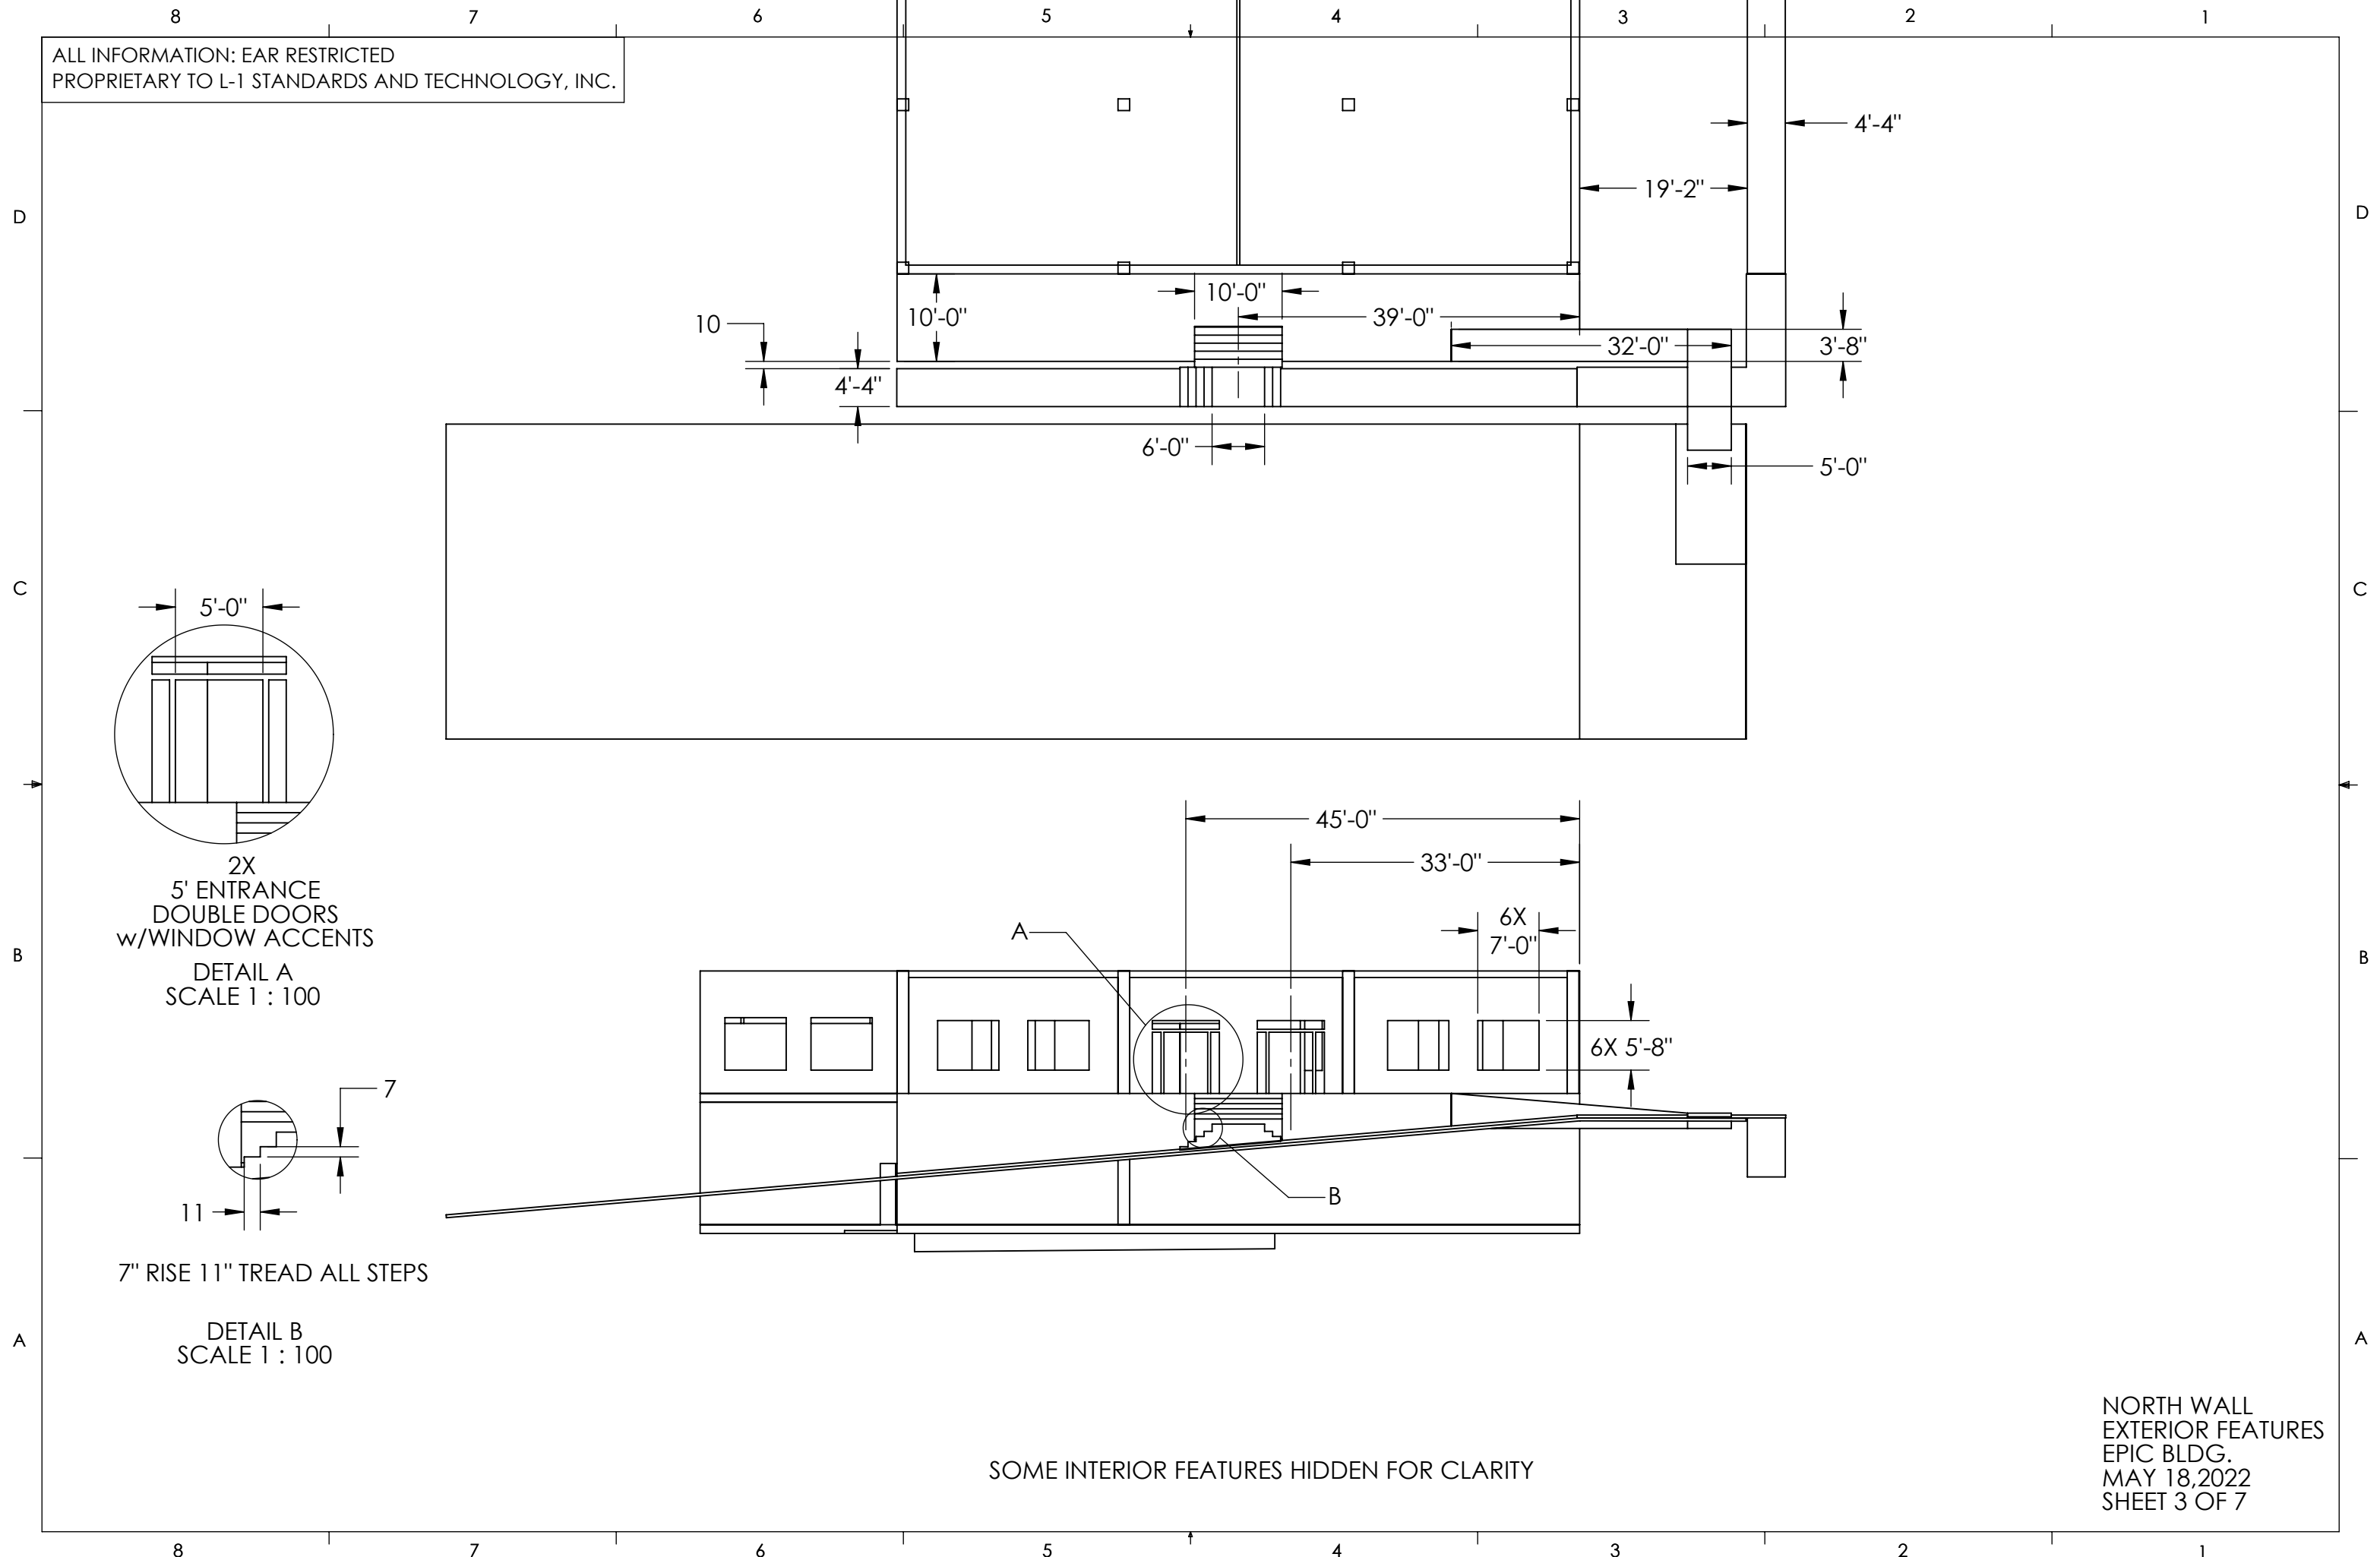 8 7 6 5 4 3 2 1
ALL INFORMATION: EAR RESTRICTED
PROPRIETARY TO L-1 STANDARDS AND TECHNOLOGY, INC.
4'-4"
19'-2"
D D
10'-0"
10 10'-0" 39'-0"
32'-0" 3'-8"
4'-4"
6'-0"
5'-0"
C C
5'-0"
2X
5' ENTRANCE
DOUBLE DOORS
w/WINDOW ACCENTS
DETAIL A
SCALE 1 : 100
45'-0"
33'-0"
6X
7'-0"
A
B B
6X 5'-8"
7
11
B
7" RISE 11" TREAD ALL STEPS
DETAIL B
SCALE 1 : 100
A A
NORTH WALL
EXTERIOR FEATURES
EPIC BLDG.
MAY 18,2022
SHEET 3 OF 7
SOME INTERIOR FEATURES HIDDEN FOR CLARITY
8 7 6 5 4 3 2 1